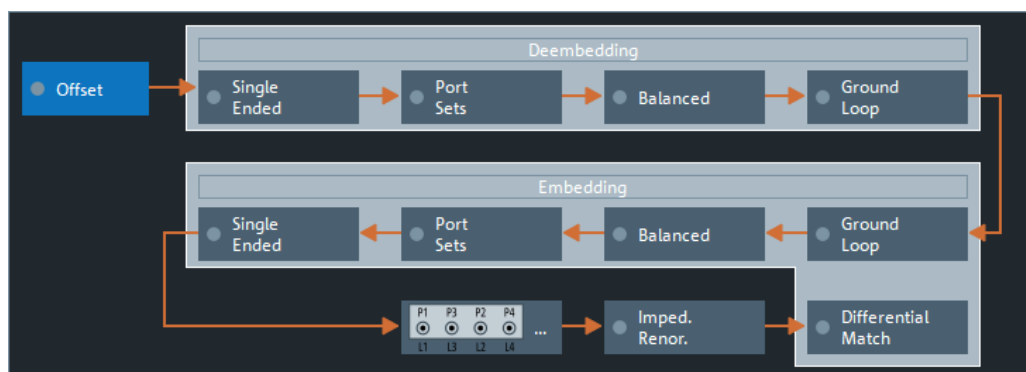 Deembedding
Offset
Single
Ended
Port
Sets
Balanced
Ground
Loop
Embedding
Single
Ended
Port
Sets
Balanced
Ground
Loop
P1 P3 P2 P4
L1 L3 L2 L4
...
Imped.
Renor.
Differential
Match